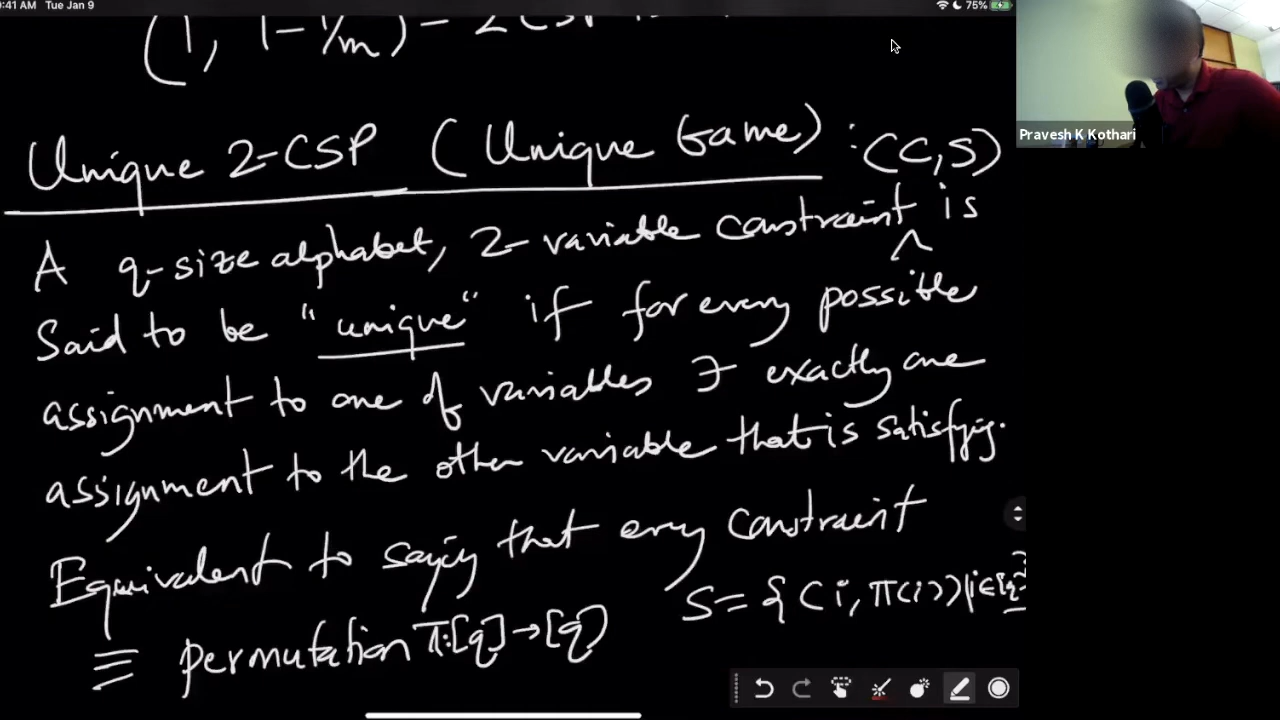 :41 AM Tue Jan 9
75%
(1, 1-1/m) - 2CSP
Pravesh K Kothari
Unique 2-CSP (Unique Game) : (C,S)
A q-size alphabet, 2-variable constraint ^ is
said to be "unique" if for every possible
assignment to one of variables ∃ exactly one
assignment to the other variable that is satisfying.
Equivalent to saying that every constraint
≡ permutation π:[q]→[q]
S={(i,π(i))|i∈[q]}